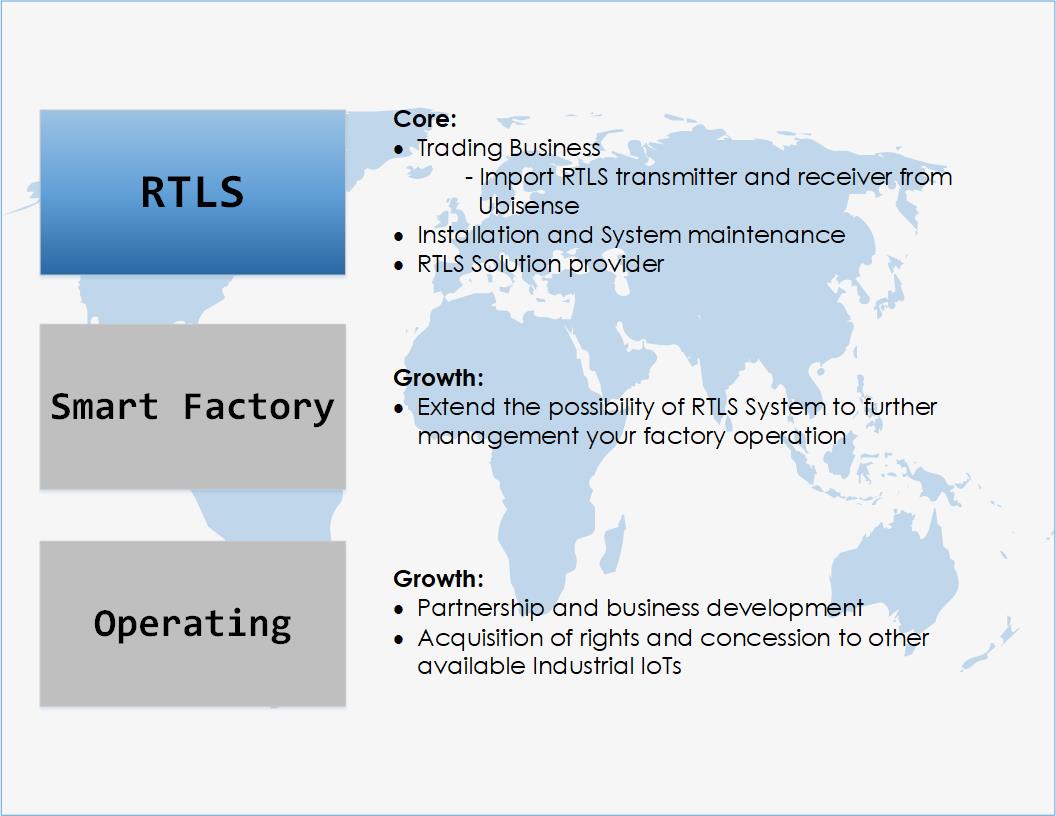 RTLS
Core:
• Trading Business
- Import RTLS transmitter and receiver from
Ubisense
• Installation and System maintenance
• RTLS Solution provider
Smart Factory
Growth:
• Extend the possibility of RTLS System to further
management your factory operation
Operating
Growth:
• Partnership and business development
• Acquisition of rights and concession to other
available Industrial IoTs